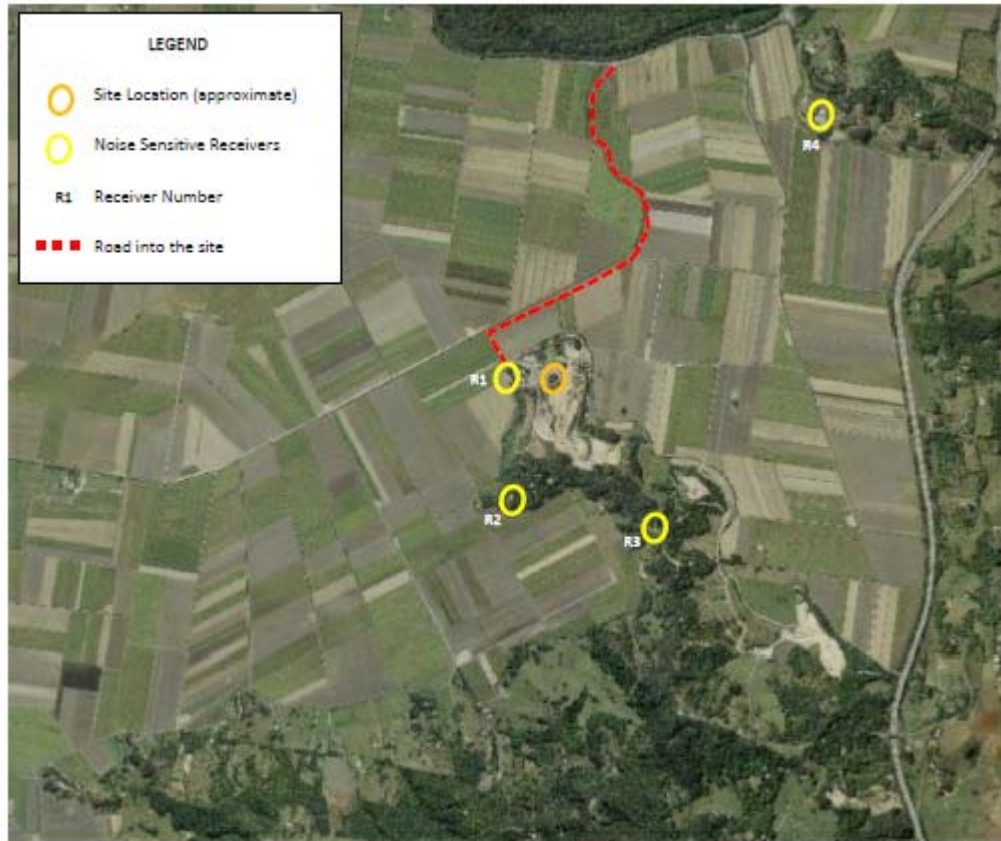 LEGEND
Site Location (approximate)
Noise Sensitive Receivers
R1 Receiver Number
Road into the site
R4
R1
R2
R3